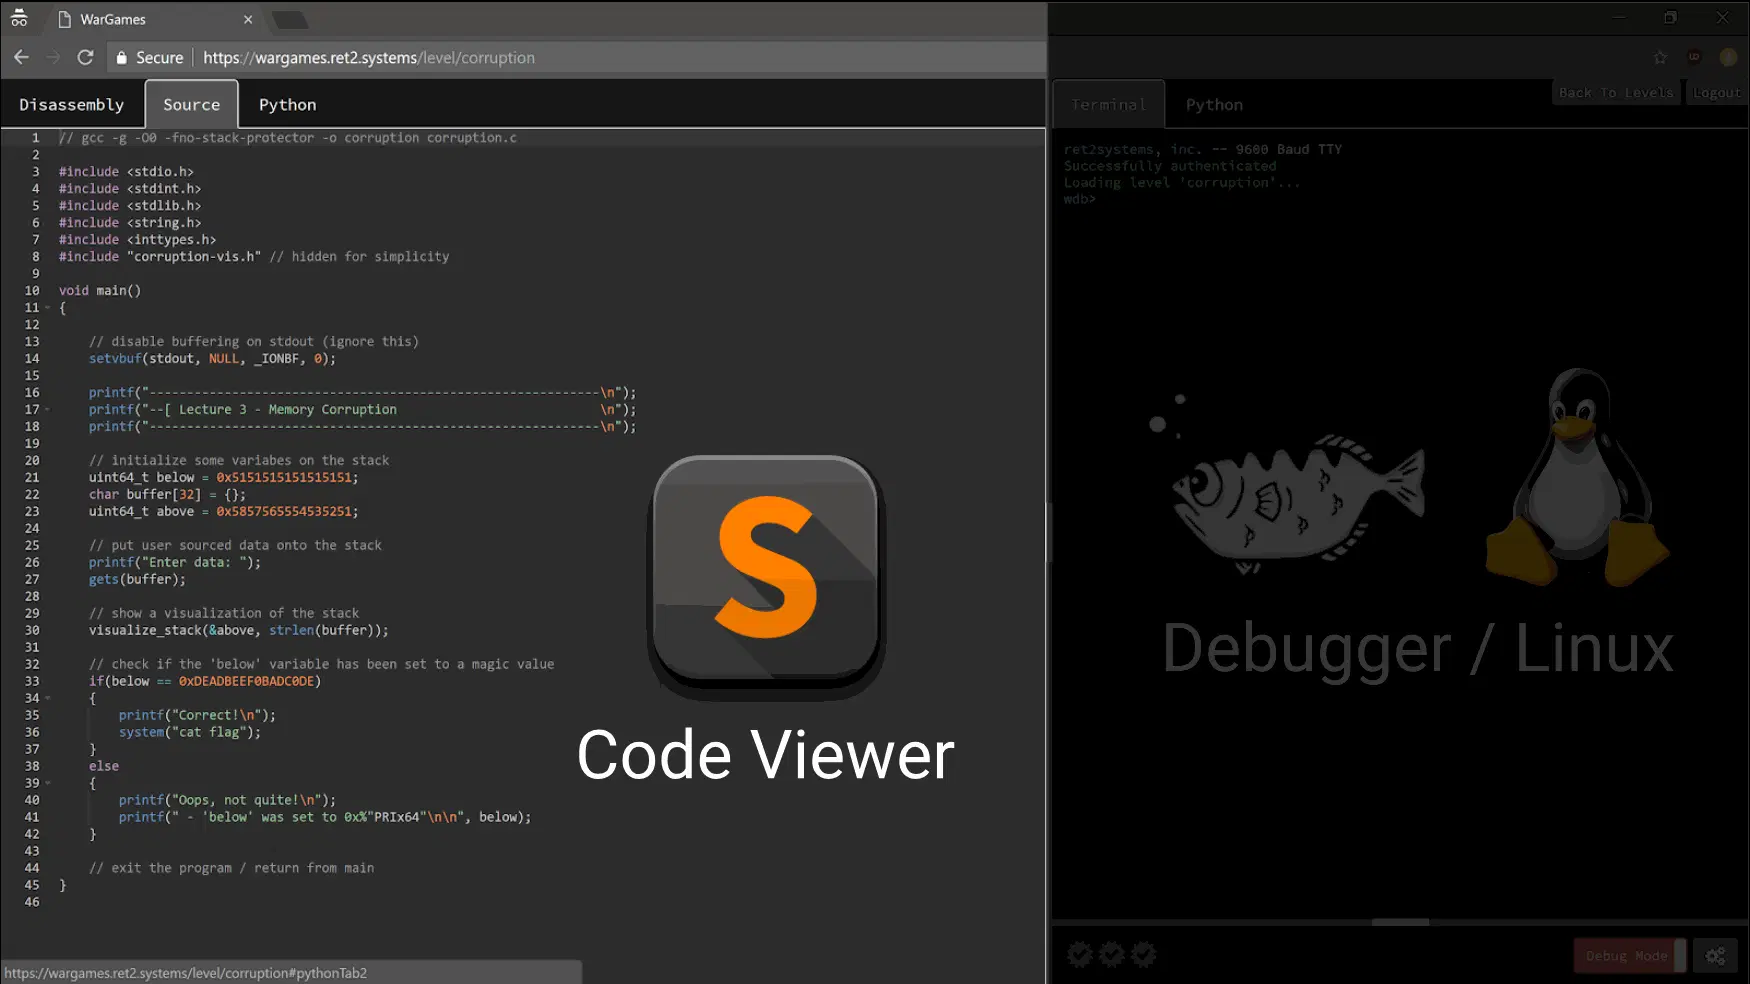 WarGames
Secure https://wargames.ret2.systems/level/corruption
Disassembly Source Python
1 // gcc -g -O0 -fno-stack-protector -o corruption corruption.c
2
3 #include <stdio.h>
4 #include <stdint.h>
5 #include <stdlib.h>
6 #include <string.h>
7 #include <inttypes.h>
8 #include "corruption-vis.h" // hidden for simplicity
9
10 void main()
11 {
12
13 // disable buffering on stdout (ignore this)
14 setvbuf(stdout, NULL, _IONBF, 0);
15
16 printf("------------------------------------------------------------\n");
17 printf("--[ Lecture 3 - Memory Corruption                           \n");
18 printf("------------------------------------------------------------\n");
19
20 // initialize some variabes on the stack
21 uint64_t below = 0x5151515151515151;
22 char buffer[32] = {};
23 uint64_t above = 0x5857565554535251;
24
25 // put user sourced data onto the stack
26 printf("Enter data: ");
27 gets(buffer);
28
29 // show a visualization of the stack
30 visualize_stack(&above, strlen(buffer));
31
32 // check if the 'below' variable has been set to a magic value
33 if(below == 0xDEADBEEF0BADC0DE)
34 {
35 printf("Correct!\n");
36 system("cat flag");
37 }
38 else
39 {
40 printf("Oops, not quite!\n");
41 printf(" - 'below' was set to 0x%"PRIx64"\n\n", below);
42 }
43
44 // exit the program / return from main
45 }
46
S
Code Viewer
https://wargames.ret2.systems/level/corruption#pythonTab2
Back To Levels Logout
Terminal Python
ret2systems, inc. -- 9600 Baud TTY
Successfully authenticated
Loading level 'corruption'...
wdb>
Debugger / Linux
Debug Mode